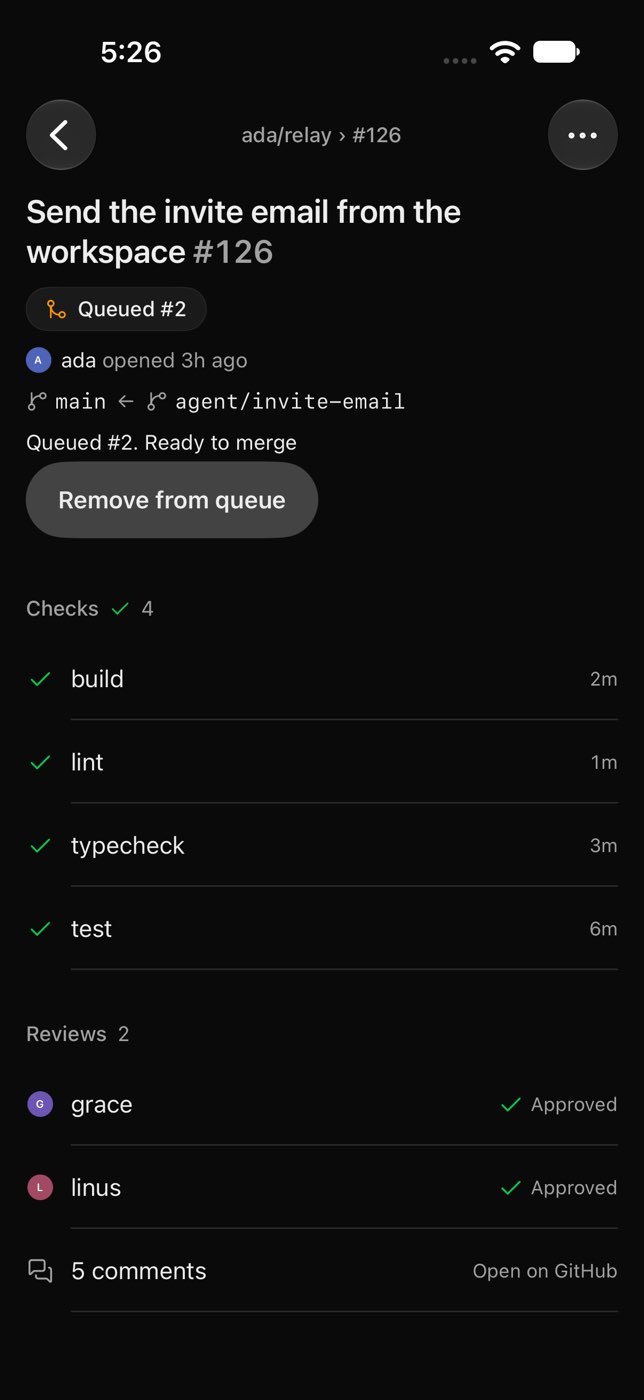 5:26
ada/relay › #126
Send the invite email from the
workspace #126
Queued #2
A ada opened 3h ago
main ← agent/invite-email
Queued #2. Ready to merge
Remove from queue
Checks 4
build 2m
lint 1m
typecheck 3m
test 6m
Reviews 2
G grace Approved
L linus Approved
5 comments Open on GitHub